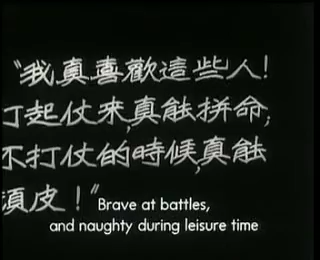 "我真喜歡這些人!
打起仗来,真能拼命;
不打仗的時候,真能
頑皮!"
Brave at battles,
and naughty during leisure time